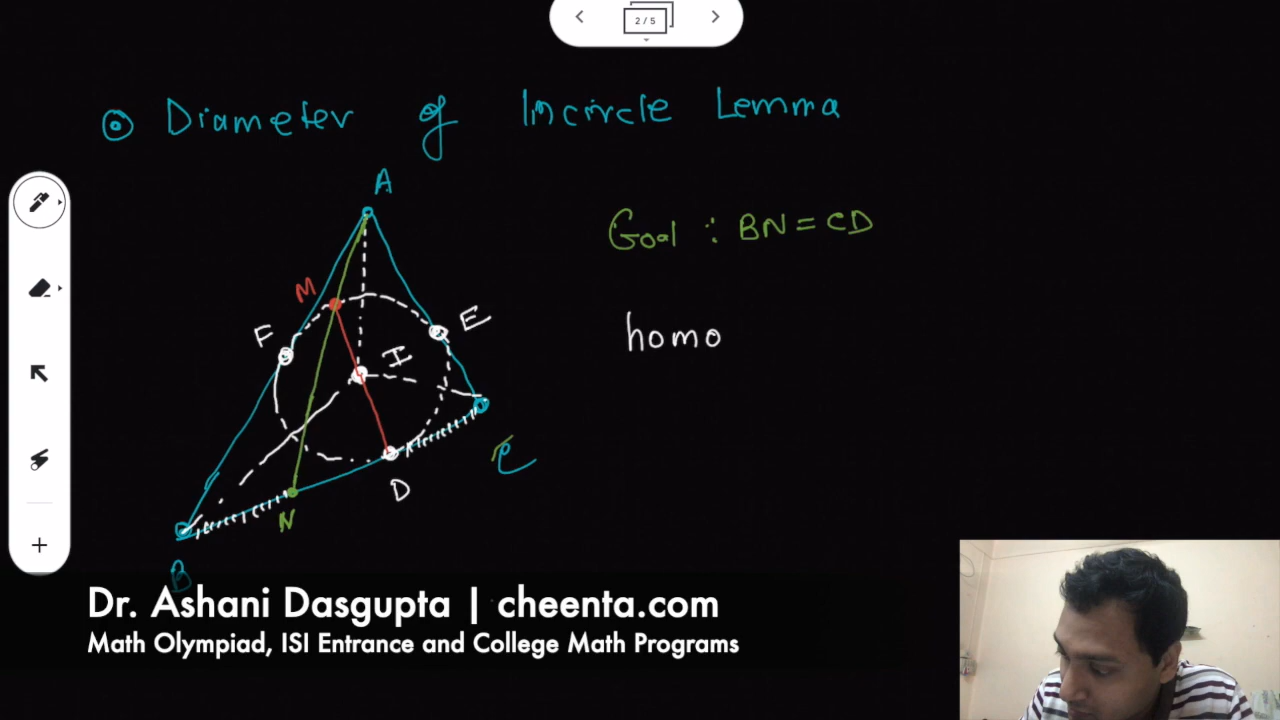 2 / 5
Diameter of Incircle Lemma
A
Goal : BN = CD
M
F
E
homo
I
C
D
N
B
Dr. Ashani Dasgupta | cheenta.com
Math Olympiad, ISI Entrance and College Math Programs